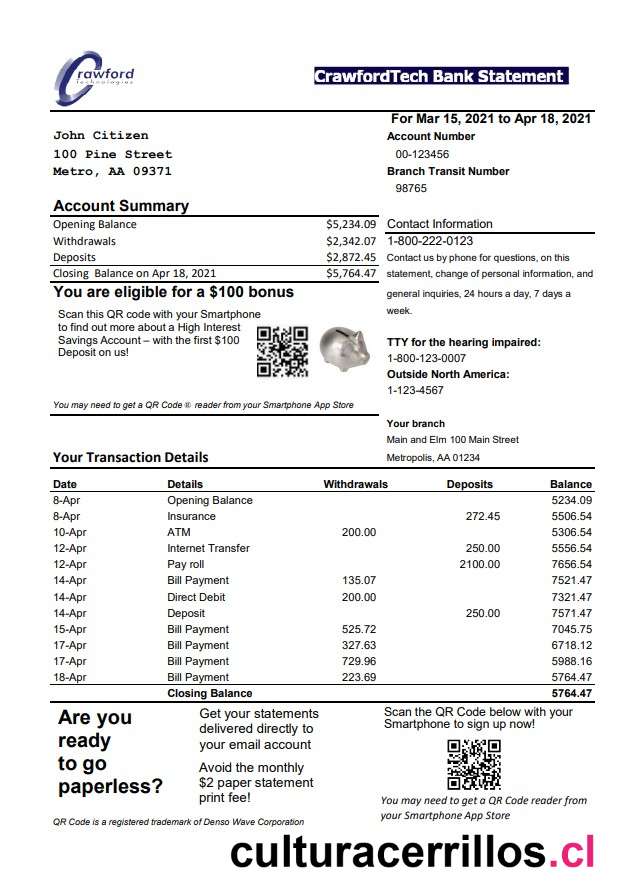 Crawford
Technologies
CrawfordTech Bank Statement
For Mar 15, 2021 to Apr 18, 2021
John Citizen
100 Pine Street
Metro, AA 09371
Account Number
00-123456
Branch Transit Number
98765
Account Summary
Opening Balance $5,234.09
Withdrawals $2,342.07
Deposits $2,872.45
Closing Balance on Apr 18, 2021 $5,764.47
You are eligible for a $100 bonus
Scan this QR code with your Smartphone
to find out more about a High Interest
Savings Account – with the first $100
Deposit on us!
You may need to get a QR Code ® reader from your Smartphone App Store
Contact Information
1-800-222-0123
Contact us by phone for questions, on this
statement, change of personal information, and
general inquiries, 24 hours a day, 7 days a
week.
TTY for the hearing impaired:
1-800-123-0007
Outside North America:
1-123-4567
Your branch
Main and Elm 100 Main Street
Metropolis, AA 01234
Your Transaction Details
Date Details Withdrawals Deposits Balance
8-Apr Opening Balance 5234.09
8-Apr Insurance 272.45 5506.54
10-Apr ATM 200.00 5306.54
12-Apr Internet Transfer 250.00 5556.54
12-Apr Pay roll 2100.00 7656.54
14-Apr Bill Payment 135.07 7521.47
14-Apr Direct Debit 200.00 7321.47
14-Apr Deposit 250.00 7571.47
15-Apr Bill Payment 525.72 7045.75
17-Apr Bill Payment 327.63 6718.12
17-Apr Bill Payment 729.96 5988.16
18-Apr Bill Payment 223.69 5764.47
Closing Balance 5764.47
Are you
ready
to go
paperless?
Get your statements
delivered directly to
your email account
Avoid the monthly
$2 paper statement
print fee!
Scan the QR Code below with your
Smartphone to sign up now!
You may need to get a QR Code reader from
your Smartphone App Store
QR Code is a registered trademark of Denso Wave Corporation
culturacerrillos.cl